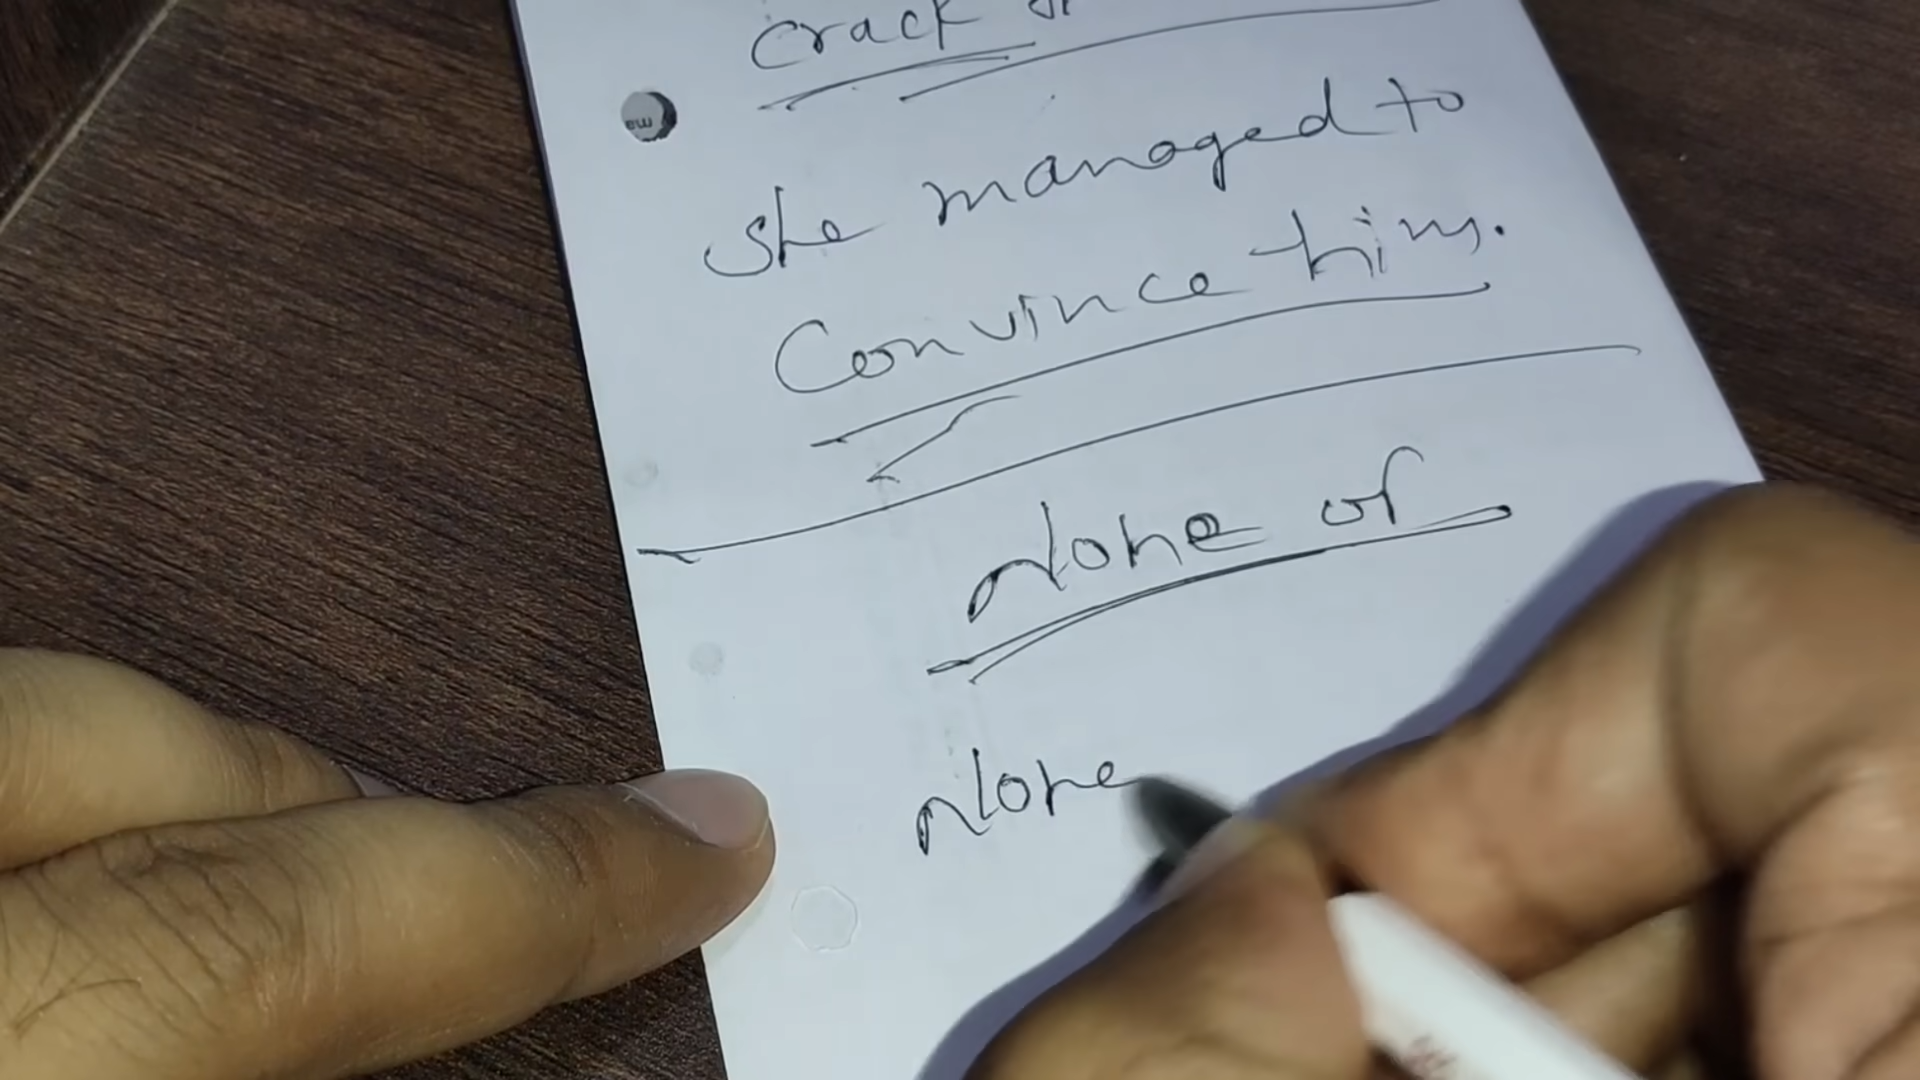 crack
She managed to
Convince him.
None of
None